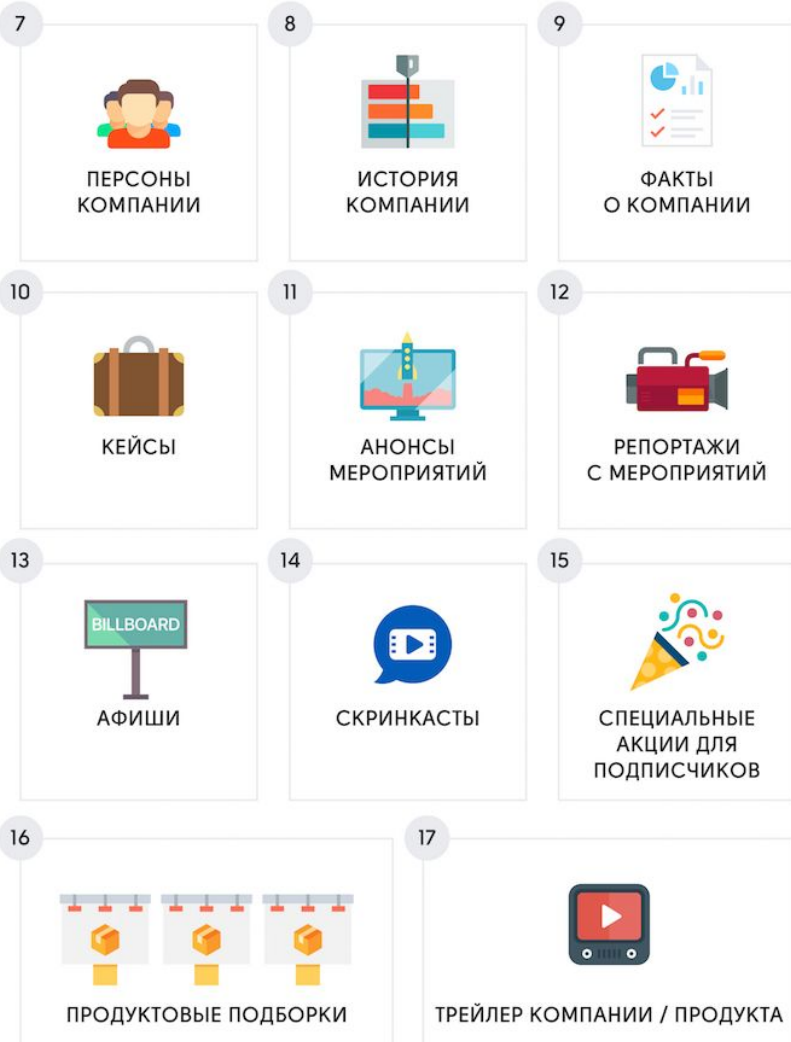 7
ПЕРСОНЫ
КОМПАНИИ
8
ИСТОРИЯ
КОМПАНИИ
9
ФАКТЫ
О КОМПАНИИ
10
КЕЙСЫ
11
АНОНСЫ
МЕРОПРИЯТИЙ
12
РЕПОРТАЖИ
С МЕРОПРИЯТИЙ
13
BILLBOARD
АФИШИ
14
СКРИНКАСТЫ
15
СПЕЦИАЛЬНЫЕ
АКЦИИ ДЛЯ
ПОДПИСЧИКОВ
16
ПРОДУКТОВЫЕ ПОДБОРКИ
17
ТРЕЙЛЕР КОМПАНИИ / ПРОДУКТА